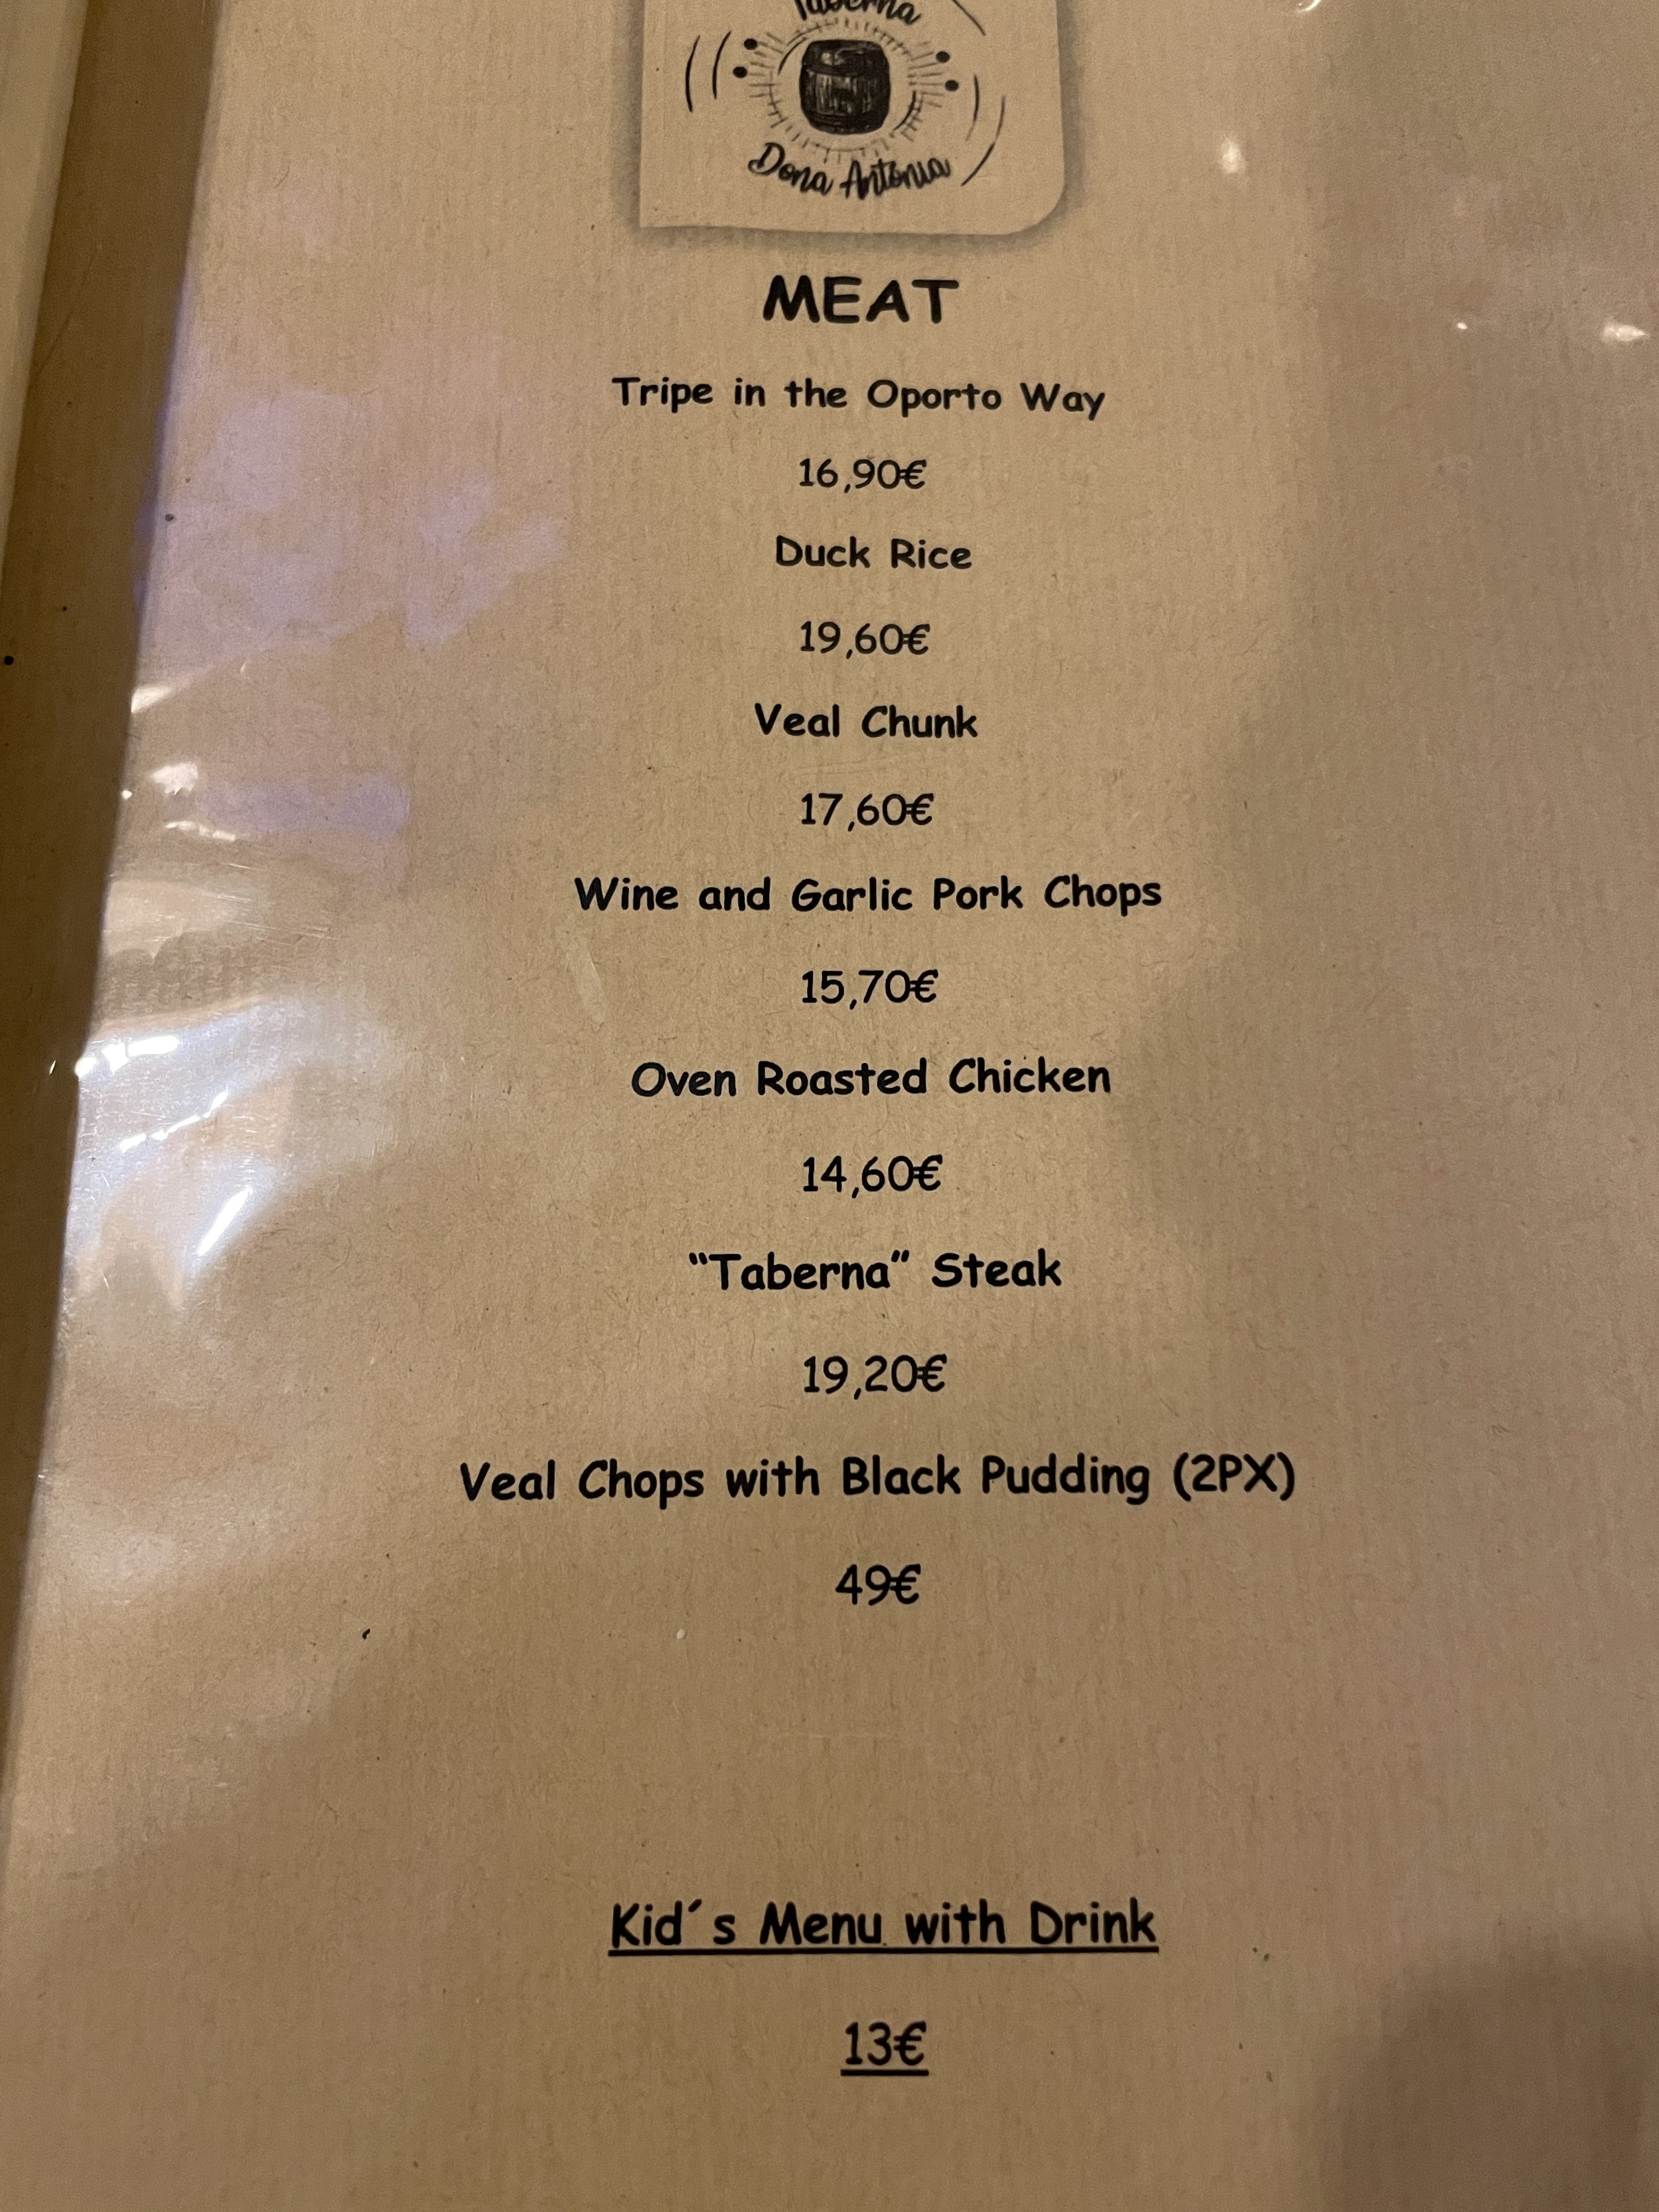 Taberna
Dona Antónia
MEAT
Tripe in the Oporto Way
16,90€
Duck Rice
19,60€
Veal Chunk
17,60€
Wine and Garlic Pork Chops
15,70€
Oven Roasted Chicken
14,60€
“Taberna” Steak
19,20€
Veal Chops with Black Pudding (2PX)
49€
Kid´s Menu with Drink
13€